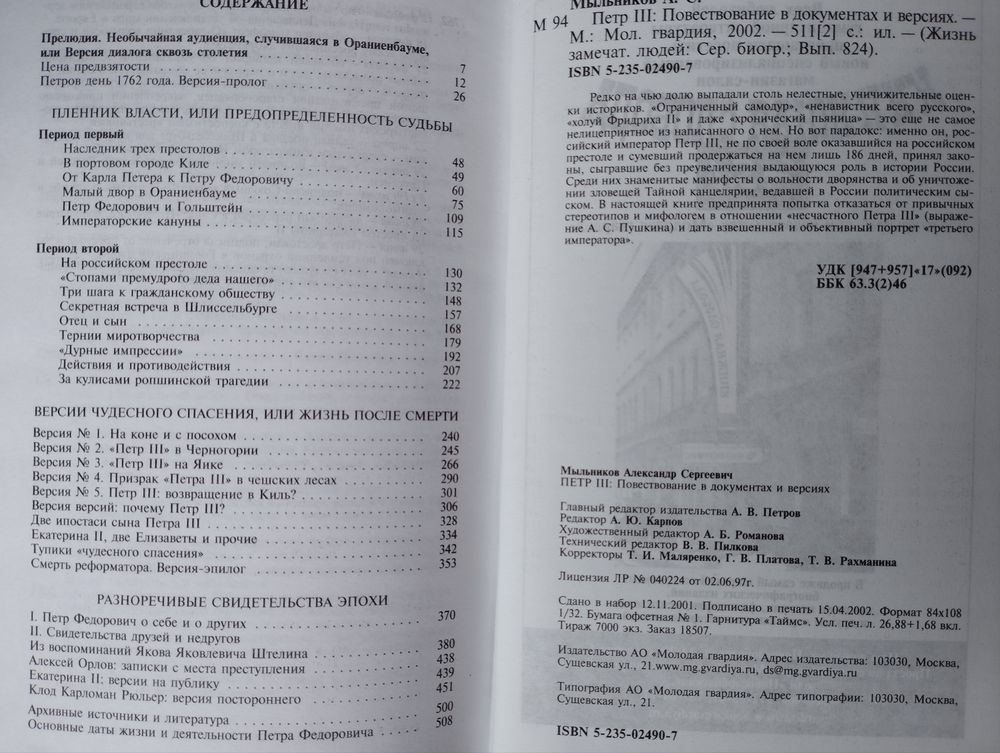 СОДЕРЖАНИЕ
Прелюдия. Необычайная аудиенция, случившаяся в Ораниенбауме,
или Версия диалога сквозь столетия
Цена предвзятости 7
Петров день 1762 года. Версия-пролог 12
26
ПЛЕННИК ВЛАСТИ, ИЛИ ПРЕДОПРЕДЕЛЕННОСТЬ СУДЬБЫ
Период первый
Наследник трех престолов
В портовом городе Киле 48
От Карла Петера к Петру Федоровичу 49
Малый двор в Ораниенбауме 60
Петр Федорович и Гольштейн 75
Императорские кануны 109
115
Период второй
На российском престоле 130
«Стопами премудрого деда нашего» 132
Три шага к гражданскому обществу 148
Секретная встреча в Шлиссельбурге 157
Отец и сын 168
Тернии миротворчества 179
«Дурные импрессии» 192
Действия и противодействия 207
За кулисами ропшинской трагедии 222
ВЕРСИИ ЧУДЕСНОГО СПАСЕНИЯ, ИЛИ ЖИЗНЬ ПОСЛЕ СМЕРТИ
Версия № 1. На коне и с посохом 240
Версия № 2. «Петр III» в Черногории 245
Версия № 3. «Петр III» на Яике 266
Версия № 4. Призрак «Петра III» в чешских лесах 290
Версия № 5. Петр III: возвращение в Киль? 301
Версия версий: почему Петр III? 306
Две ипостаси сына Петра III 328
Екатерина II, две Елизаветы и прочие 334
Тупики «чудесного спасения» 342
Смерть реформатора. Версия-эпилог 353
РАЗНОРЕЧИВЫЕ СВИДЕТЕЛЬСТВА ЭПОХИ
I. Петр Федорович о себе и о других 370
II. Свидетельства друзей и недругов
Из воспоминаний Якова Яковлевича Штелина 380
Алексей Орлов: записки с места преступления 438
Екатерина II: версии на публику 439
Клод Карломан Рюльер: версия постороннего 451
Архивные источники и литература 500
Основные даты жизни и деятельности Петра Федоровича 508
Мыльников А. С.
М 94 Петр III: Повествование в документах и версиях. —
М.: Мол. гвардия, 2002. — 511[2] с.: ил. — (Жизнь
замечат. людей: Сер. биогр.; Вып. 824).
ISBN 5-235-02490-7
Редко на чью долю выпадали столь нелестные, уничижительные оцен-
ки историков. «Ограниченный самодур», «ненавистник всего русского»,
«холуй Фридриха II» и даже «хронический пьяница» — это еще не самое
нелицеприятное из написанного о нем. Но вот парадокс: именно он, рос-
сийский император Петр III, не по своей воле оказавшийся на российском
престоле и сумевший продержаться на нем лишь 186 дней, принял зако-
ны, сыгравшие без преувеличения выдающуюся роль в истории России.
Среди них знаменитые манифесты о вольности дворянства и об уничтоже-
нии зловещей Тайной канцелярии, ведавшей в России политическим сы-
ском. В настоящей книге предпринята попытка отказаться от привычных
стереотипов и мифологем в отношении «несчастного Петра III» (выраже-
ние А. С. Пушкина) и дать взвешенный и объективный портрет «третьего
императора».
УДК [947+957]«17»(092)
ББК 63.3(2)46
Мыльников Александр Сергеевич
ПЕТР III: Повествование в документах и версиях
Главный редактор издательства А. В. Петров
Редактор А. Ю. Карпов
Художественный редактор А. Б. Романова
Технический редактор В. В. Пилкова
Корректоры Т. И. Маляренко, Г. В. Платова, Т. В. Рахманина
Лицензия ЛР № 040224 от 02.06.97г.
Сдано в набор 12.11.2001. Подписано в печать 15.04.2002. Формат 84х108
1/32. Бумага офсетная № 1. Гарнитура «Таймс». Усл. печ. л. 26,88+1,68 вкл.
Тираж 7000 экз. Заказ 18507.
Издательство АО «Молодая гвардия». Адрес издательства: 103030, Москва,
Сущевская ул., 21.www.mg.gvardiya.ru, ds@mg.gvardiya.ru
Типография АО «Молодая гвардия». Адрес типографии: 103030, Москва,
Сущевская ул., 21.
ISBN 5-235-02490-7